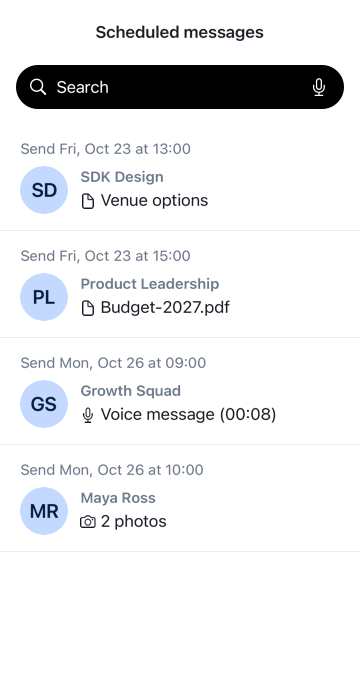 Scheduled messages
Search
Send Fri, Oct 23 at 13:00
SD
SDK Design
Venue options
Send Fri, Oct 23 at 15:00
PL
Product Leadership
Budget-2027.pdf
Send Mon, Oct 26 at 09:00
GS
Growth Squad
Voice message (00:08)
Send Mon, Oct 26 at 10:00
MR
Maya Ross
2 photos